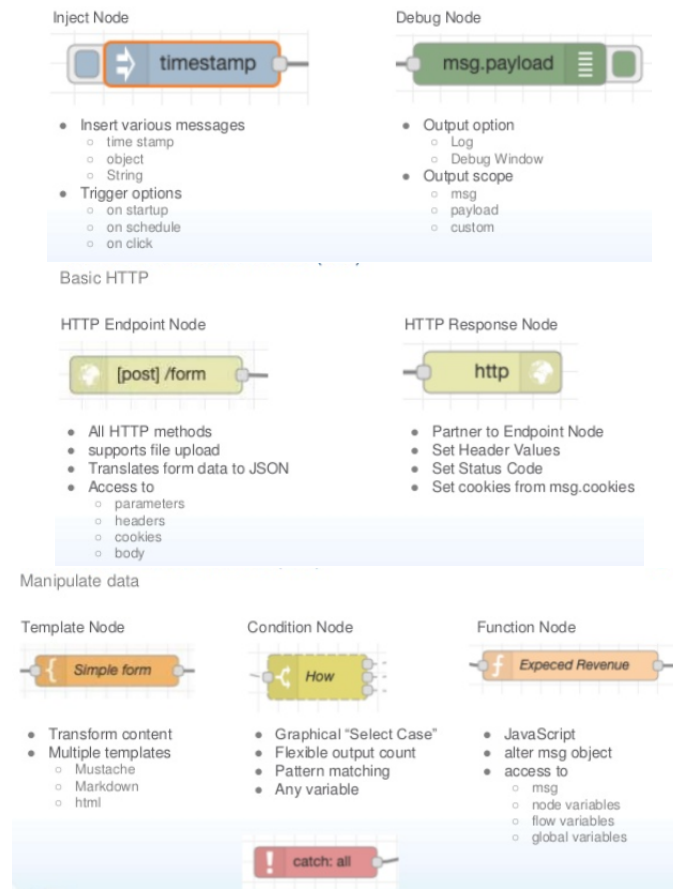 Inject Node
timestamp
Insert various messages
time stamp
object
String
Trigger options
on startup
on schedule
on click
Debug Node
msg.payload
Output option
Log
Debug Window
Output scope
msg
payload
custom
Basic HTTP
HTTP Endpoint Node
[post] /form
All HTTP methods
supports file upload
Translates form data to JSON
Access to
parameters
headers
cookies
body
HTTP Response Node
http
Partner to Endpoint Node
Set Header Values
Set Status Code
Set cookies from msg.cookies
Manipulate data
Template Node
Simple form
Transform content
Multiple templates
Mustache
Markdown
html
Condition Node
How
Graphical “Select Case”
Flexible output count
Pattern matching
Any variable
Function Node
Expeced Revenue
JavaScript
alter msg object
access to
msg
node variables
flow variables
global variables
catch: all